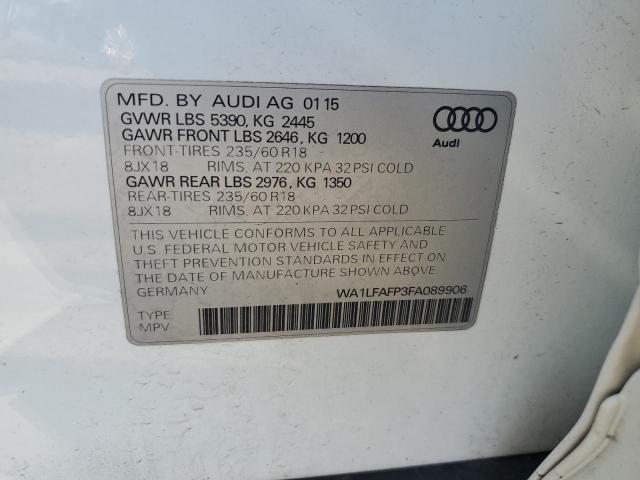 MFD. BY AUDI AG 01 15
GVWR LBS 5390, KG 2445
GAWR FRONT LBS 2646, KG 1200
FRONT-TIRES 235/60 R18
8JX18 RIMS, AT 220 KPA 32 PSI COLD
GAWR REAR LBS 2976, KG 1350
REAR-TIRES 235/60 R18
8JX18 RIMS, AT 220 KPA 32 PSI COLD
Audi
THIS VEHICLE CONFORMS TO ALL APPLICABLE
U.S. FEDERAL MOTOR VEHICLE SAFETY AND
THEFT PREVENTION STANDARDS IN EFFECT ON
THE DATE OF MANUFACTURE SHOWN ABOVE
GERMANY WA1LFAFP3FA089906
TYPE
MPV